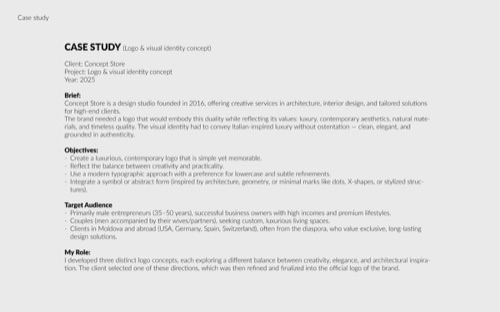 Case study
CASE STUDY (Logo & visual identity concept)
Client: Concept Store
Project: Logo & visual identity concept
Year: 2025
Brief:
Concept Store is a design studio founded in 2016, offering creative services in architecture, interior design, and tailored solutions
for high-end clients.
The brand needed a logo that would embody this duality while reflecting its values: luxury, contemporary aesthetics, natural mate-
rials, and timeless quality. The visual identity had to convey Italian-inspired luxury without ostentation — clean, elegant, and
grounded in authenticity.
Objectives:
- Create a luxurious, contemporary logo that is simple yet memorable.
- Reflect the balance between creativity and practicality.
- Use a modern typographic approach with a preference for lowercase and subtle refinements.
- Integrate a symbol or abstract form (inspired by architecture, geometry, or minimal marks like dots, X-shapes, or stylized struc-
tures).
Target Audience
- Primarily male entrepreneurs (35–50 years), successful business owners with high incomes and premium lifestyles.
- Couples (men accompanied by their wives/partners), seeking custom, luxurious living spaces.
- Clients in Moldova and abroad (USA, Germany, Spain, Switzerland), often from the diaspora, who value exclusive, long-lasting
design solutions.
My Role:
I developed three distinct logo concepts, each exploring a different balance between creativity, elegance, and architectural inspira-
tion. The client selected one of these directions, which was then refined and finalized into the official logo of the brand.